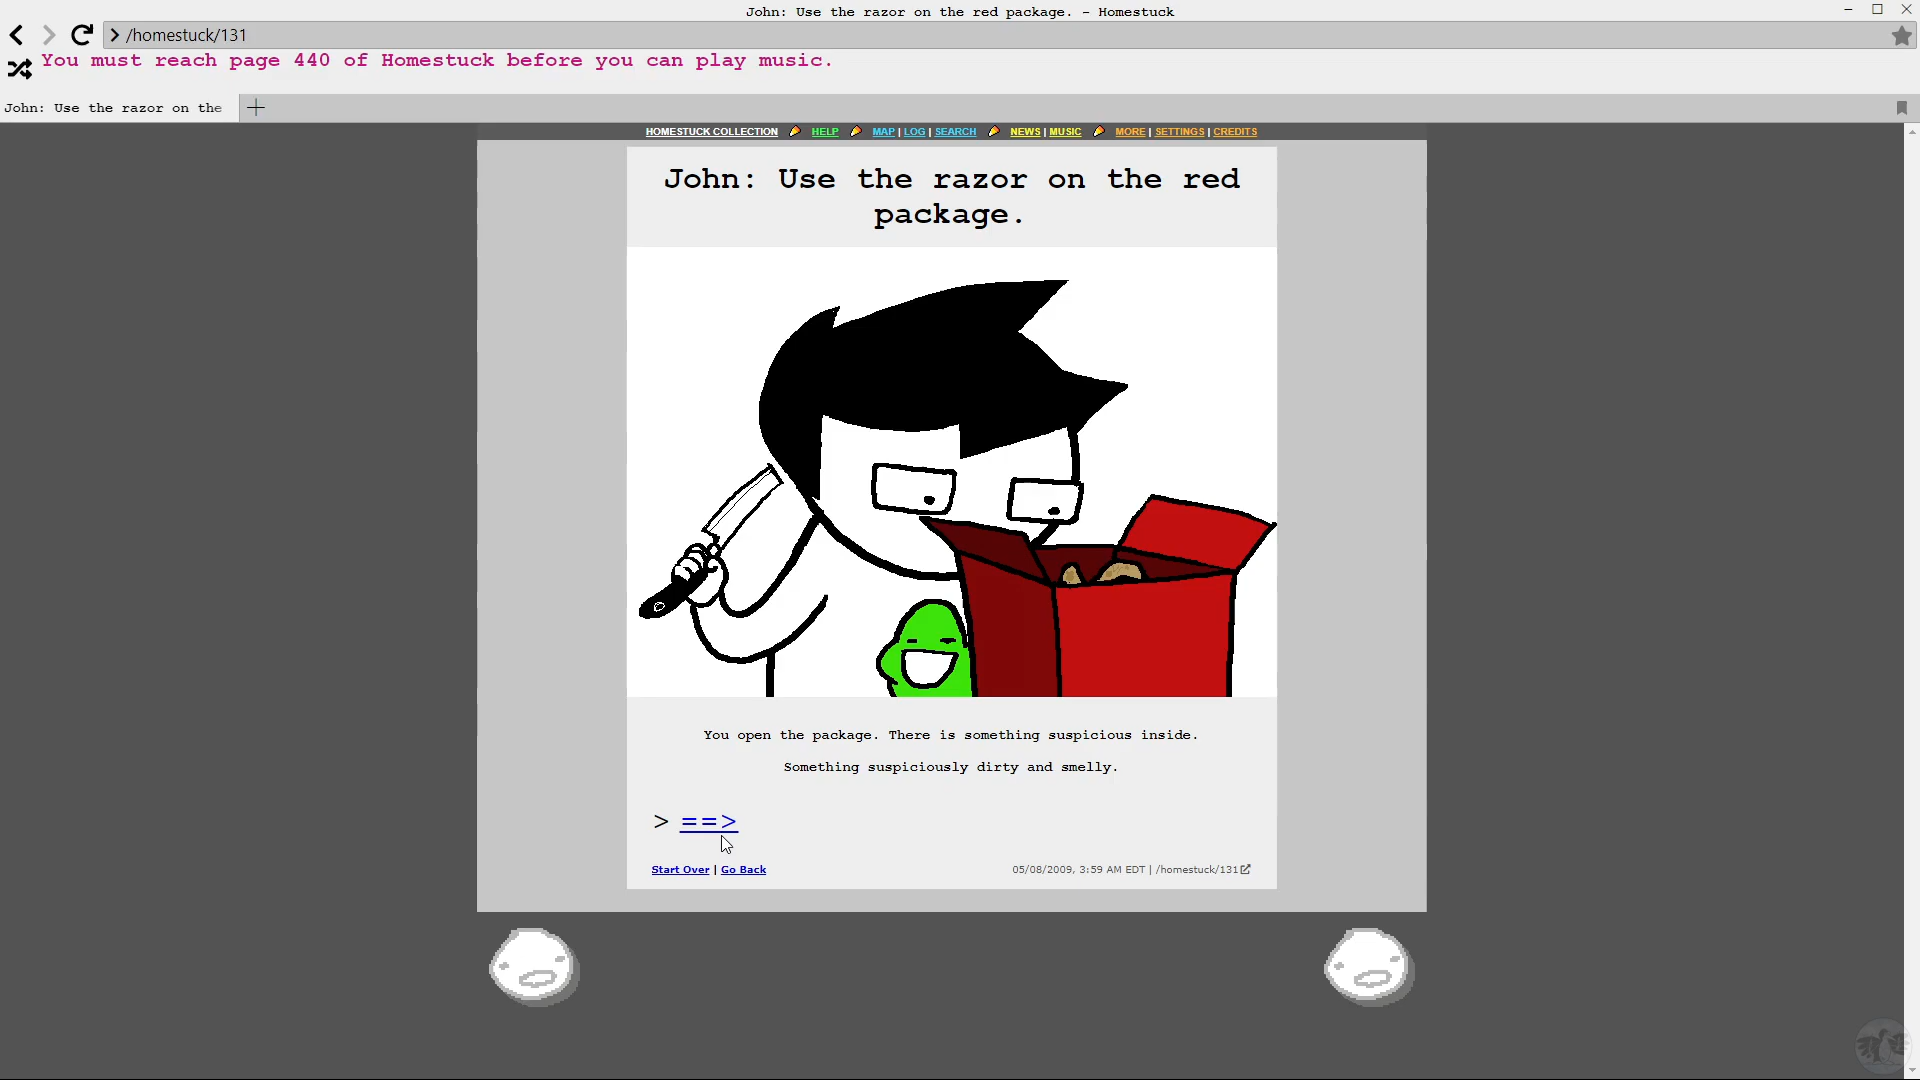 John: Use the razor on the red package. - Homestuck
/homestuck/131
You must reach page 440 of Homestuck before you can play music.
John: Use the razor on the
HOMESTUCK COLLECTION HELP MAP | LOG | SEARCH NEWS | MUSIC MORE | SETTINGS | CREDITS
John: Use the razor on the red
package.
You open the package. There is something suspicious inside.
Something suspiciously dirty and smelly.
> ==>
Start Over | Go Back
05/08/2009, 3:59 AM EDT | /homestuck/131